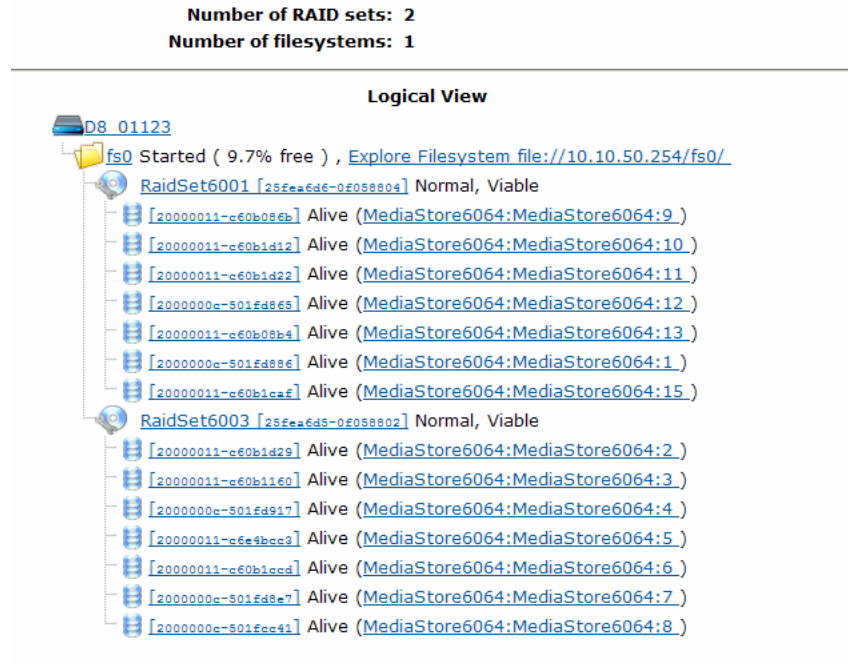 Number of RAID sets: 2
Number of filesystems: 1
Logical View
D8_01123
fs0 Started ( 9.7% free ) , Explore Filesystem file://10.10.50.254/fs0/
RaidSet6001 [25fea6d6-0f058804] Normal, Viable
[20000011-c60b086b] Alive (MediaStore6064:MediaStore6064:9 )
[20000011-c60b1d12] Alive (MediaStore6064:MediaStore6064:10 )
[20000011-c60b1d22] Alive (MediaStore6064:MediaStore6064:11 )
[2000000c-501fd865] Alive (MediaStore6064:MediaStore6064:12 )
[20000011-c60b08b4] Alive (MediaStore6064:MediaStore6064:13 )
[2000000c-501fd886] Alive (MediaStore6064:MediaStore6064:1 )
[20000011-c60b1caf] Alive (MediaStore6064:MediaStore6064:15 )
RaidSet6003 [25fea6d5-0f058802] Normal, Viable
[20000011-c60b1d29] Alive (MediaStore6064:MediaStore6064:2 )
[20000011-c60b1160] Alive (MediaStore6064:MediaStore6064:3 )
[2000000c-501fd917] Alive (MediaStore6064:MediaStore6064:4 )
[20000011-c6e4bcc3] Alive (MediaStore6064:MediaStore6064:5 )
[20000011-c60b1ccd] Alive (MediaStore6064:MediaStore6064:6 )
[2000000c-501fd8e7] Alive (MediaStore6064:MediaStore6064:7 )
[2000000c-501fcc41] Alive (MediaStore6064:MediaStore6064:8 )